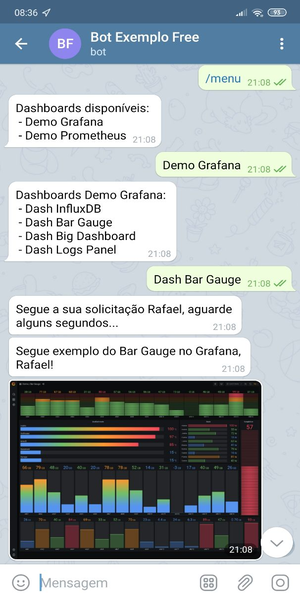 08:36
93
BF
Bot Exemplo Free
bot
/menu 21:08
Dashboards disponíveis:
- Demo Grafana
- Demo Prometheus 21:08
Demo Grafana 21:08
Dashboards Demo Grafana:
- Dash InfluxDB
- Dash Bar Gauge
- Dash Big Dashboard
- Dash Logs Panel 21:08
Dash Bar Gauge 21:08
Segue a sua solicitação Rafael, aguarde
alguns segundos...
21:08
Segue exemplo do Bar Gauge no Grafana,
Rafael!
21:08
57
21:08
Mensagem